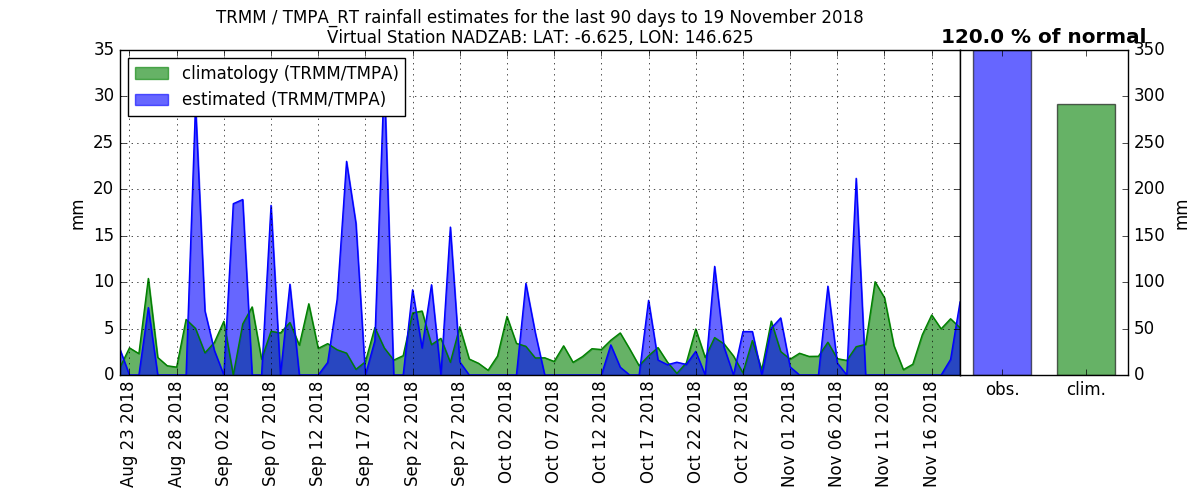 TRMM / TMPA_RT rainfall estimates for the last 90 days to 19 November 2018
Virtual Station NADZAB: LAT: -6.625, LON: 146.625
120.0 % of normal
climatology (TRMM/TMPA)
estimated (TRMM/TMPA)
35
30
25
20
15
10
5
0
mm
350
300
250
200
150
100
50
0
mm
Aug 23 2018
Aug 28 2018
Sep 02 2018
Sep 07 2018
Sep 12 2018
Sep 17 2018
Sep 22 2018
Sep 27 2018
Oct 02 2018
Oct 07 2018
Oct 12 2018
Oct 17 2018
Oct 22 2018
Oct 27 2018
Nov 01 2018
Nov 06 2018
Nov 11 2018
Nov 16 2018
obs.
clim.